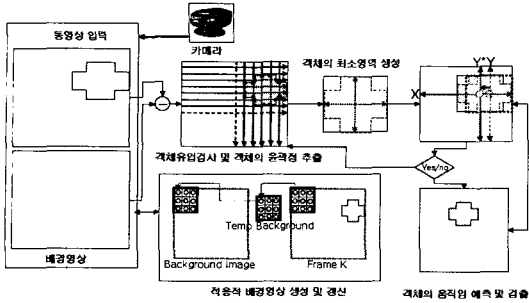 동영상 입력
카메라
객체의 최소영역 생성
Y*Y
X
객체유입검사 및 객체의 윤곽점 추출
Yes/no
Temp Background
Background image
Frame K
배경영상
적응적 배경영상 생성 및 갱신
객체의 움직임 예측 및 검출